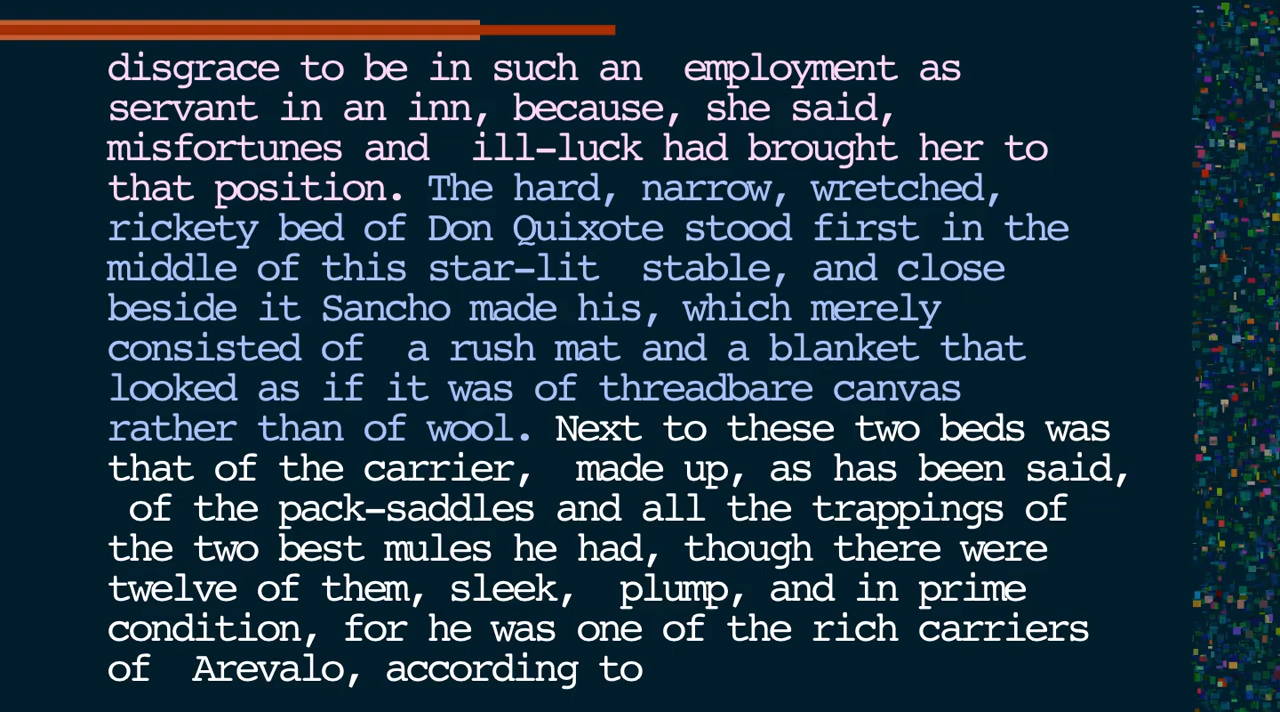 disgrace to be in such an  employment as
servant in an inn, because, she said,
misfortunes and  ill-luck had brought her to
that position. The hard, narrow, wretched,
rickety bed of Don Quixote stood first in the
middle of this star-lit  stable, and close
beside it Sancho made his, which merely
consisted of  a rush mat and a blanket that
looked as if it was of threadbare canvas
rather than of wool. Next to these two beds was
that of the carrier,  made up, as has been said,
 of the pack-saddles and all the trappings of
the two best mules he had, though there were
twelve of them, sleek,  plump, and in prime
condition, for he was one of the rich carriers
of  Arevalo, according to